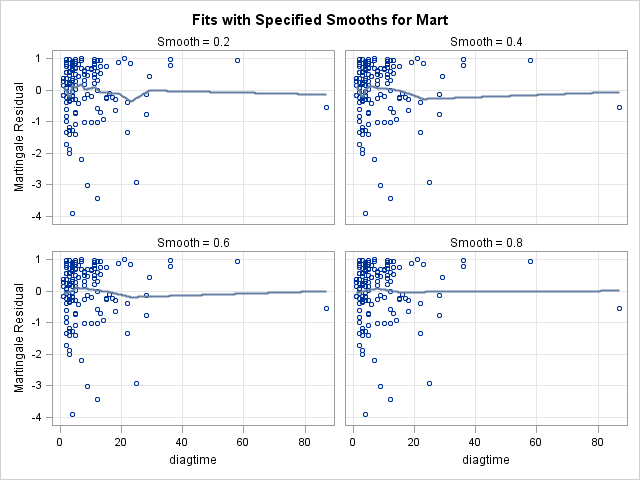 Fits with Specified Smooths for Mart
Smooth = 0.2
Smooth = 0.4
Martingale Residual
1
0
-1
-2
-3
-4
Smooth = 0.6
Smooth = 0.8
Martingale Residual
1
0
-1
-2
-3
-4
0 20 40 60 80
0 20 40 60 80
diagtime
diagtime